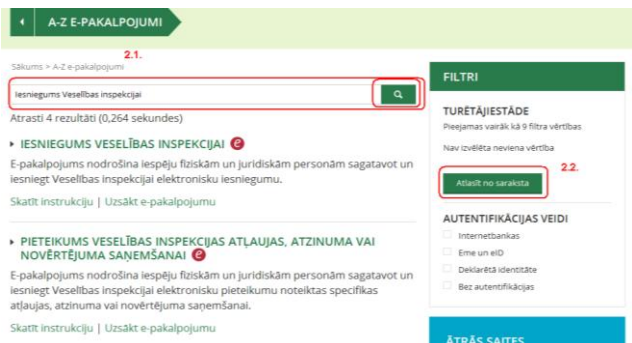 A-Z E-PAKALPOJUMI
2.1.
Sākums > A-Z e-pakalpojumi
Iesniegums Veselības inspekcijai
Atrasti 4 rezultāti (0,264 sekundes)
IESNIEGUMS VESELĪBAS INSPEKCIJAI e
E-pakalpojums nodrošina iespēju fiziskām un juridiskām personām sagatavot un
iesniegt Veselības inspekcijai elektronisku iesniegumu.
Skatīt instrukciju | Uzsākt e-pakalpojumu
PIETEIKUMS VESELĪBAS INSPEKCIJAS ATĻAUJAS, ATZINUMA VAI
NOVĒRTĒJUMA SAŅEMŠANAI e
E-pakalpojums nodrošina iespēju fiziskām un juridiskām personām sagatavot un
iesniegt Veselības inspekcijai elektronisku pieteikumu noteiktas specifikas
atļaujas, atzinuma vai novērtējuma saņemšanai.
Skatīt instrukciju | Uzsākt e-pakalpojumu
FILTRI
TURĒTĀJIESTĀDE
Pieejamas vairāk kā 9 filtra vērtības
Nav izvēlēta neviena vērtība
2.2.
Atlasīt no saraksta
AUTENTIFIKĀCIJAS VEIDI
Internetbankas
Eme un eID
Deklarētā identitāte
Bez autentifikācijas
ĀTRĀS SAITES